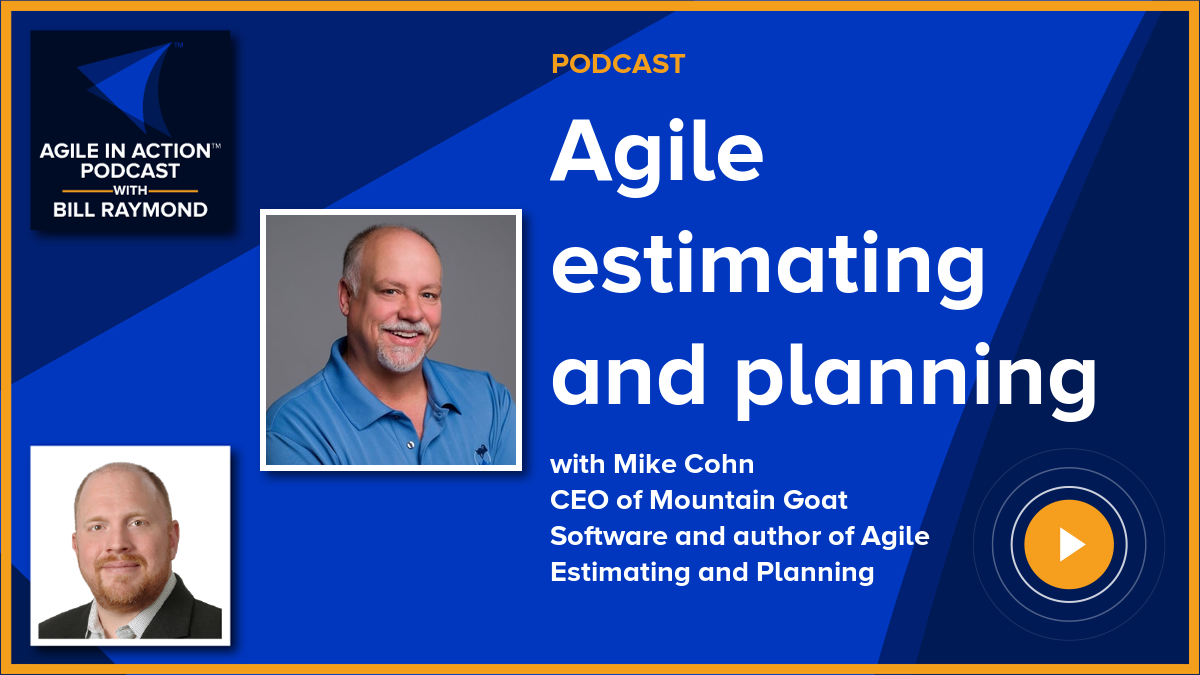 AGILE IN ACTION™
PODCAST
WITH
BILL RAYMOND
PODCAST
Agile
estimating
and planning
with Mike Cohn
CEO of Mountain Goat
Software and author of Agile
Estimating and Planning